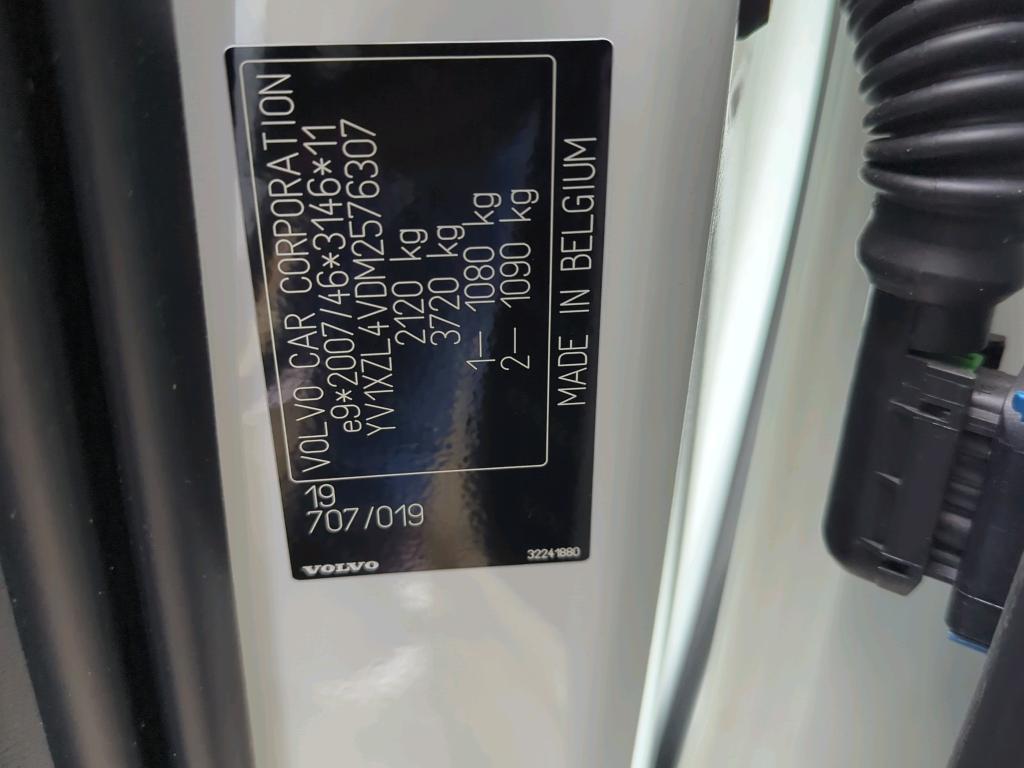 VOLVO CAR CORPORATION
e9*2007/46*3146*11
YV1XZL4VDM2576307
2120 kg
3720 kg
1– 1080 kg
2– 1090 kg
MADE IN BELGIUM
19
707/019
VOLVO
32241880